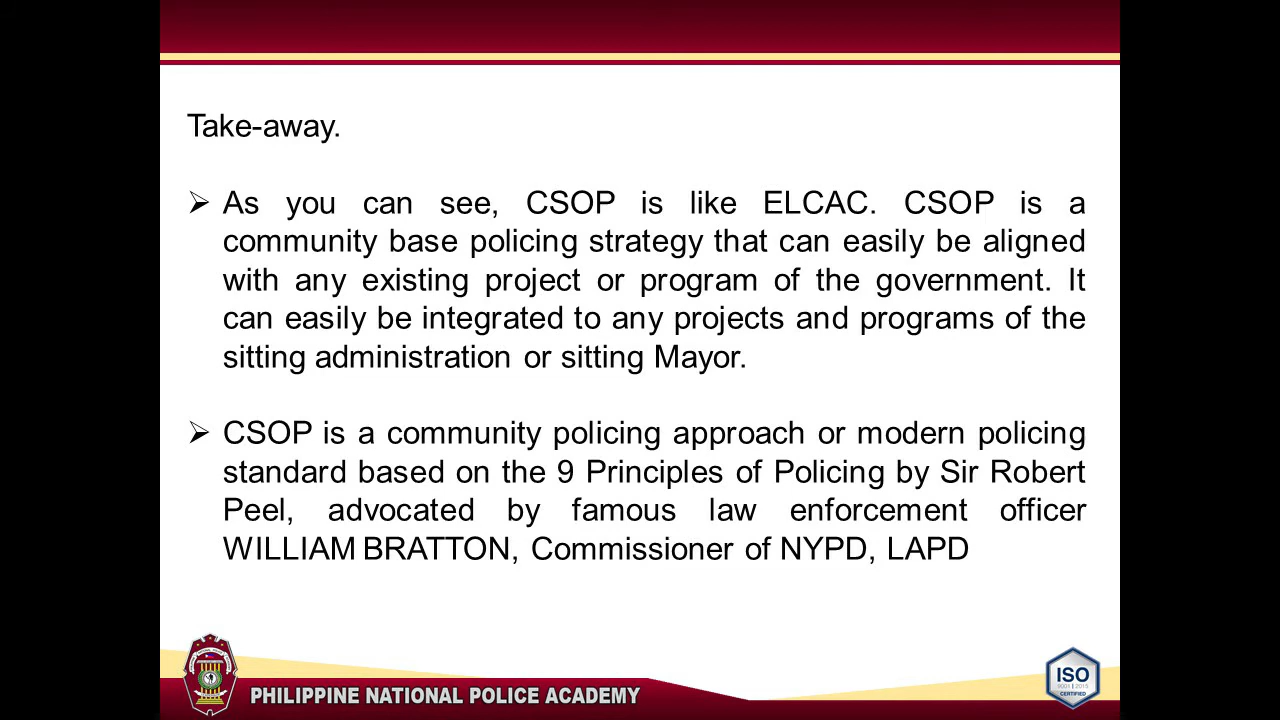 Take-away.
As you can see, CSOP is like ELCAC. CSOP is a
community base policing strategy that can easily be aligned
with any existing project or program of the government. It
can easily be integrated to any projects and programs of the
sitting administration or sitting Mayor.
CSOP is a community policing approach or modern policing
standard based on the 9 Principles of Policing by Sir Robert
Peel, advocated by famous law enforcement officer
WILLIAM BRATTON, Commissioner of NYPD, LAPD
PHILIPPINE NATIONAL POLICE ACADEMY
ISO
9001 | 2015
CERTIFIED